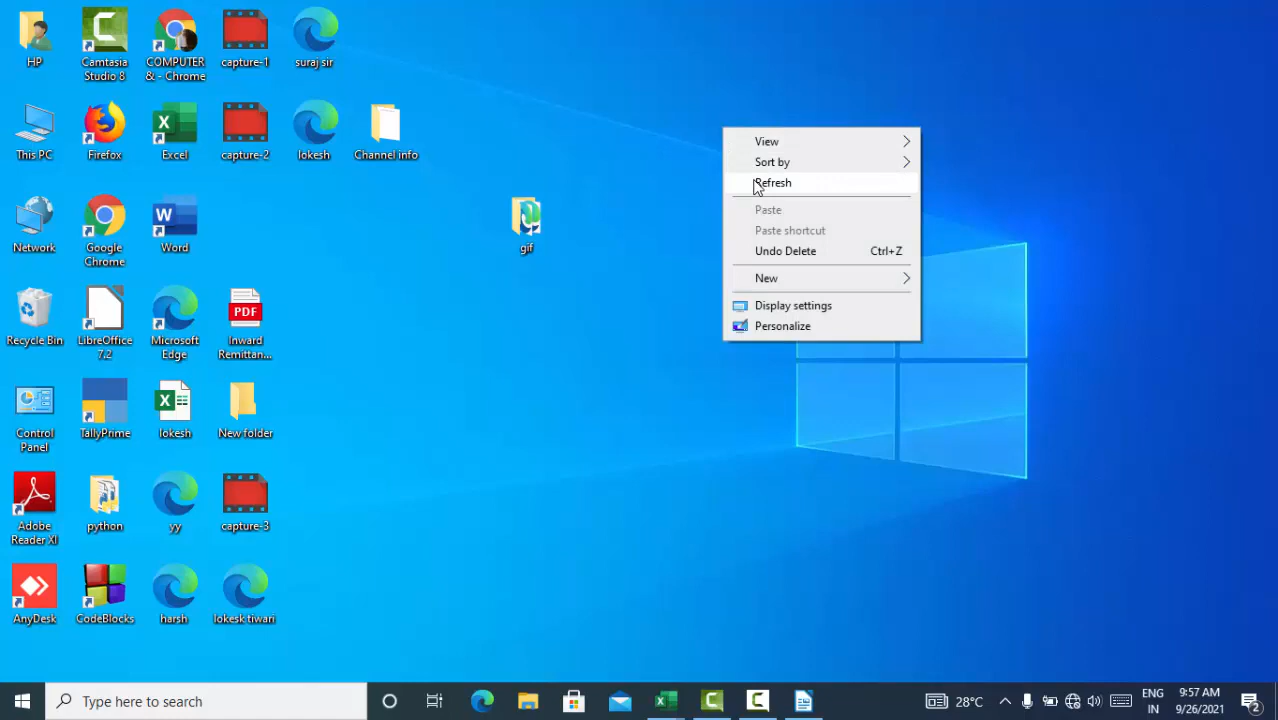 HP
Camtasia
Studio 8
COMPUTER
& - Chrome
capture-1
suraj sir
This PC
Firefox
Excel
capture-2
lokesh
Channel info
Network
Google
Chrome
Word
gif
Recycle Bin
LibreOffice
7.2
Microsoft
Edge
PDF
Inward
Remittan...
Control
Panel
TallyPrime
lokesh
New folder
Adobe
Reader XI
python
yy
capture-3
AnyDesk
CodeBlocks
harsh
lokesk tiwari
View
Sort by
Refresh
Paste
Paste shortcut
Undo Delete Ctrl+Z
New
Display settings
Personalize
Type here to search
28°C
ENG
IN
9:57 AM
9/26/2021
2